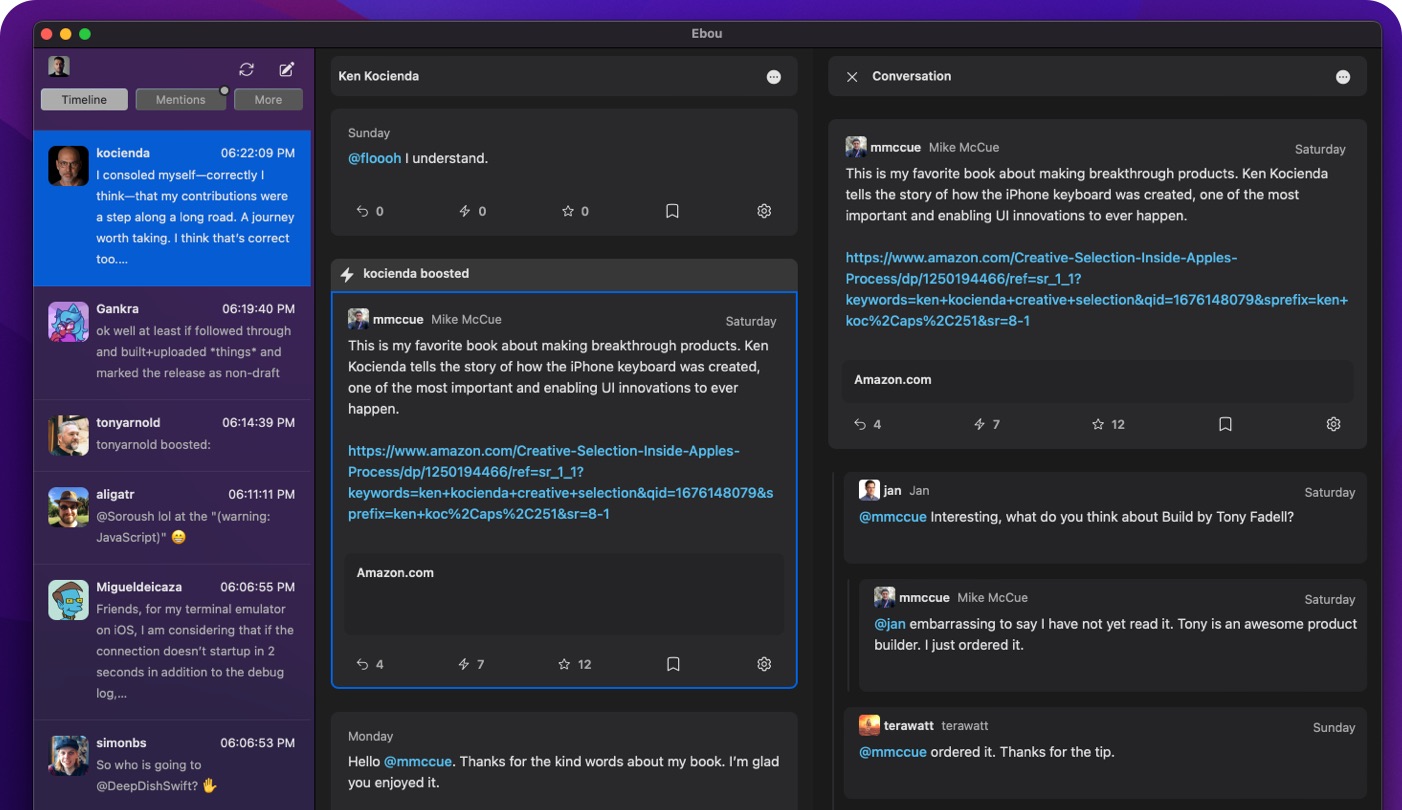 Ebou
Timeline
Mentions
More
kocienda 06:22:09 PM
I consoled myself—correctly I
think—that my contributions were
a step along a long road. A journey
worth taking. I think that's correct
too....
Gankra 06:19:40 PM
ok well at least if followed through
and built+uploaded *things* and
marked the release as non-draft
tonyarnold 06:14:39 PM
tonyarnold boosted:
aligatr 06:11:11 PM
@Soroush lol at the "(warning:
JavaScript)" 😁
Migueldeicaza 06:06:55 PM
Friends, for my terminal emulator
on iOS, I am considering that if the
connection doesn't startup in 2
seconds in addition to the debug
log,...
simonbs 06:06:53 PM
So who is going to
@DeepDishSwift? 🖐
Ken Kocienda
Sunday
@floooh I understand.
0 0 0
kocienda boosted
mmccue Mike McCue Saturday
This is my favorite book about making breakthrough products. Ken
Kocienda tells the story of how the iPhone keyboard was created,
one of the most important and enabling UI innovations to ever
happen.
https://www.amazon.com/Creative-Selection-Inside-Apples-
Process/dp/1250194466/ref=sr_1_1?
keywords=ken+kocienda+creative+selection&qid=1676148079&s
prefix=ken+koc%2Caps%2C251&sr=8-1
Amazon.com
4 7 12
Monday
Hello @mmccue. Thanks for the kind words about my book. I'm glad
you enjoyed it.
Conversation
mmccue Mike McCue Saturday
This is my favorite book about making breakthrough products. Ken Kocienda
tells the story of how the iPhone keyboard was created, one of the most
important and enabling UI innovations to ever happen.
https://www.amazon.com/Creative-Selection-Inside-Apples-
Process/dp/1250194466/ref=sr_1_1?
keywords=ken+kocienda+creative+selection&qid=1676148079&sprefix=ken+
koc%2Caps%2C251&sr=8-1
Amazon.com
4 7 12
jan Jan Saturday
@mmccue Interesting, what do you think about Build by Tony Fadell?
mmccue Mike McCue Saturday
@jan embarrassing to say I have not yet read it. Tony is an awesome product
builder. I just ordered it.
terawatt terawatt Sunday
@mmccue ordered it. Thanks for the tip.